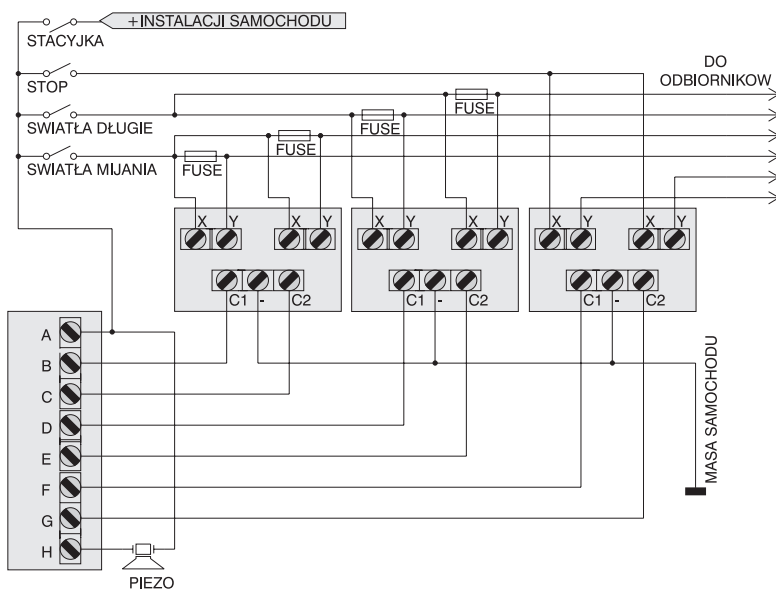 +INSTALACJI SAMOCHODU
STACYJKA
DO
ODBIORNIKOW
STOP
FUSE
SWIATŁA DŁUGIE
FUSE
FUSE
SWIATŁA MIJANIA
FUSE
X Y X Y X Y X Y X Y X Y
C1 - C2 C1 - C2 C1 - C2
A
B
C
D
E
F
G
H
MASA SAMOCHODU
PIEZO